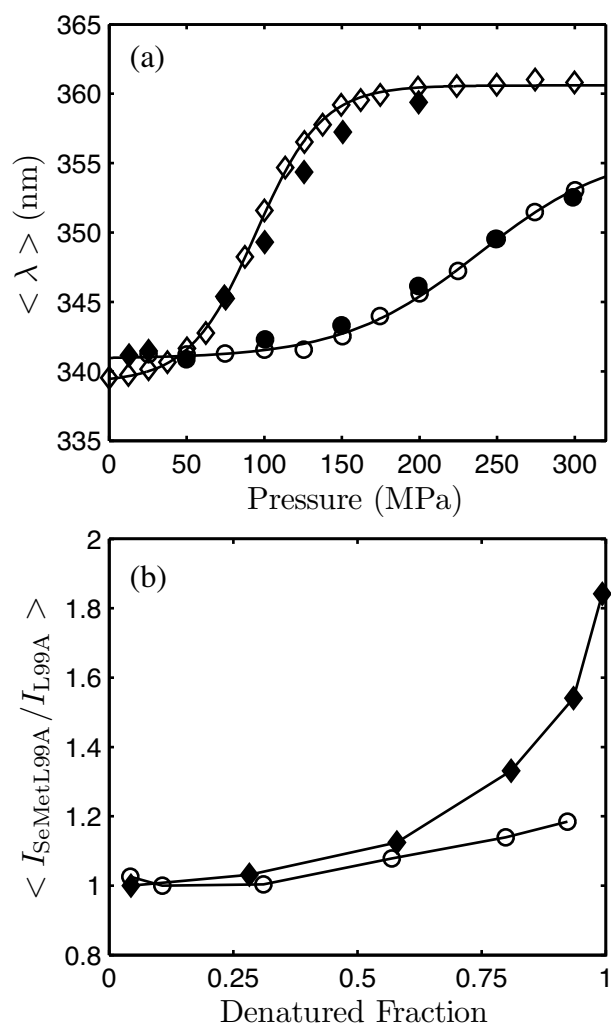 365
(a)
360
355
350
345
340
335
< λ > (nm)
0 50 100 150 200 250 300
Pressure (MPa)
2
(b)
1.8
1.6
1.4
1.2
1
0.8
< I_SeMetL99A / I_L99A >
0 0.25 0.5 0.75 1
Denatured Fraction